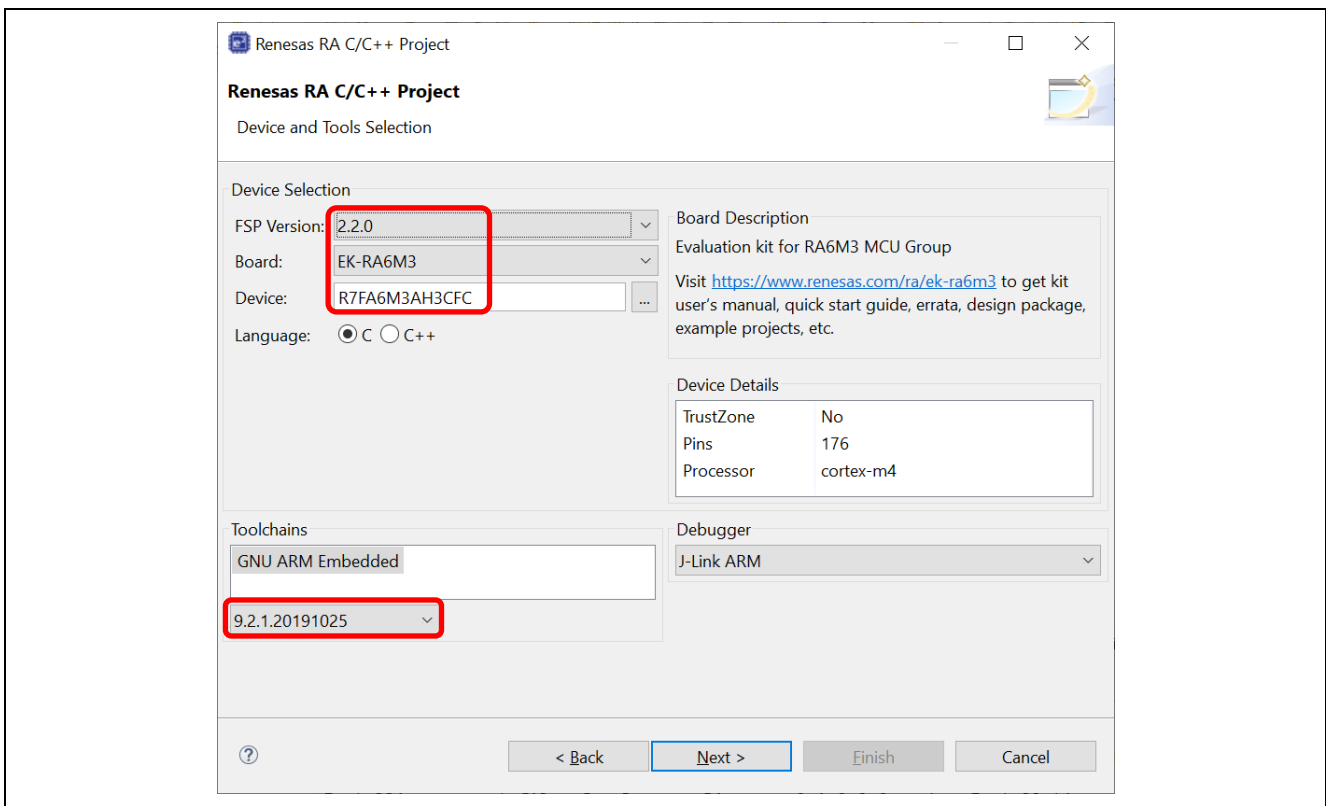 Renesas RA C/C++ Project
Renesas RA C/C++ Project
Device and Tools Selection
Device Selection
FSP Version: 2.2.0
Board: EK-RA6M3
Device: R7FA6M3AH3CFC ...
Language: C C++
Board Description
Evaluation kit for RA6M3 MCU Group
Visit https://www.renesas.com/ra/ek-ra6m3 to get kit
user's manual, quick start guide, errata, design package,
example projects, etc.
Device Details
TrustZone No
Pins 176
Processor cortex-m4
Toolchains
GNU ARM Embedded
9.2.1.20191025
Debugger
J-Link ARM
? < Back Next > Finish Cancel